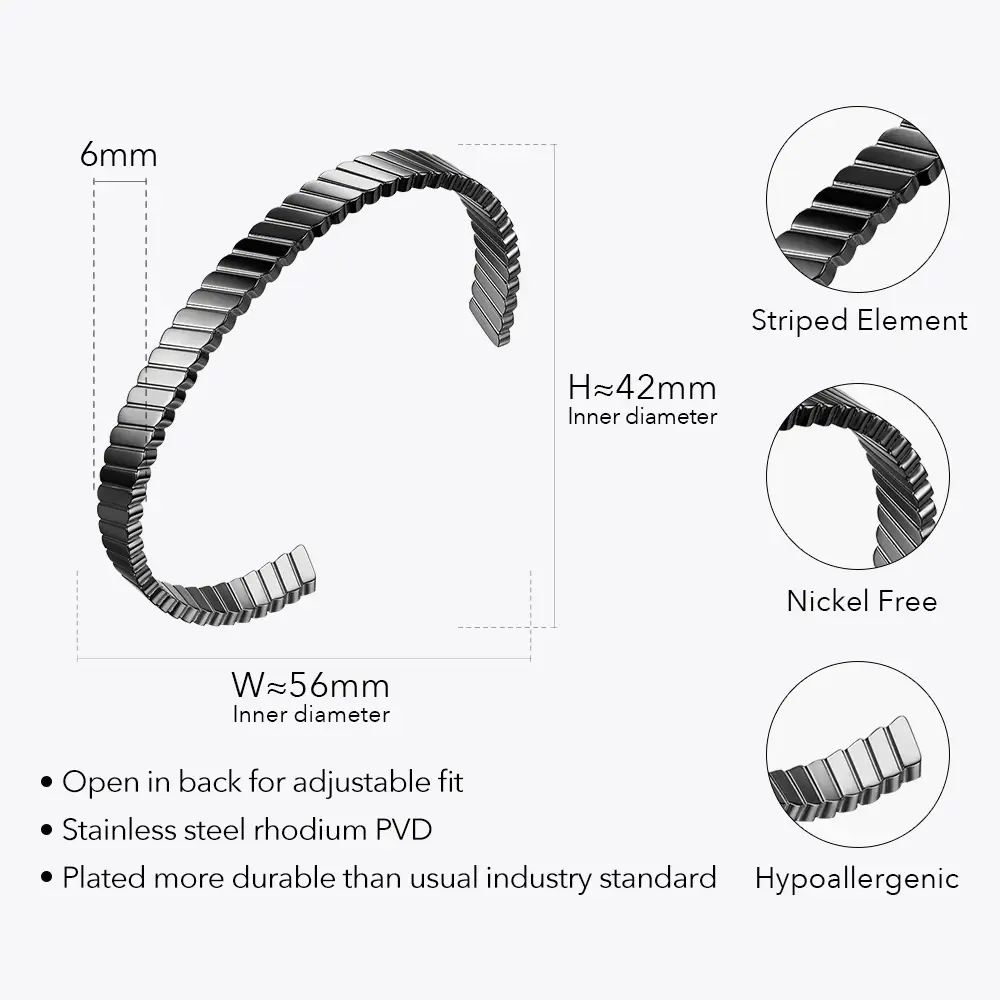 6mm
H≈42mm
Inner diameter
W≈56mm
Inner diameter
• Open in back for adjustable fit
• Stainless steel rhodium PVD
• Plated more durable than usual industry standard
Striped Element
Nickel Free
Hypoallergenic